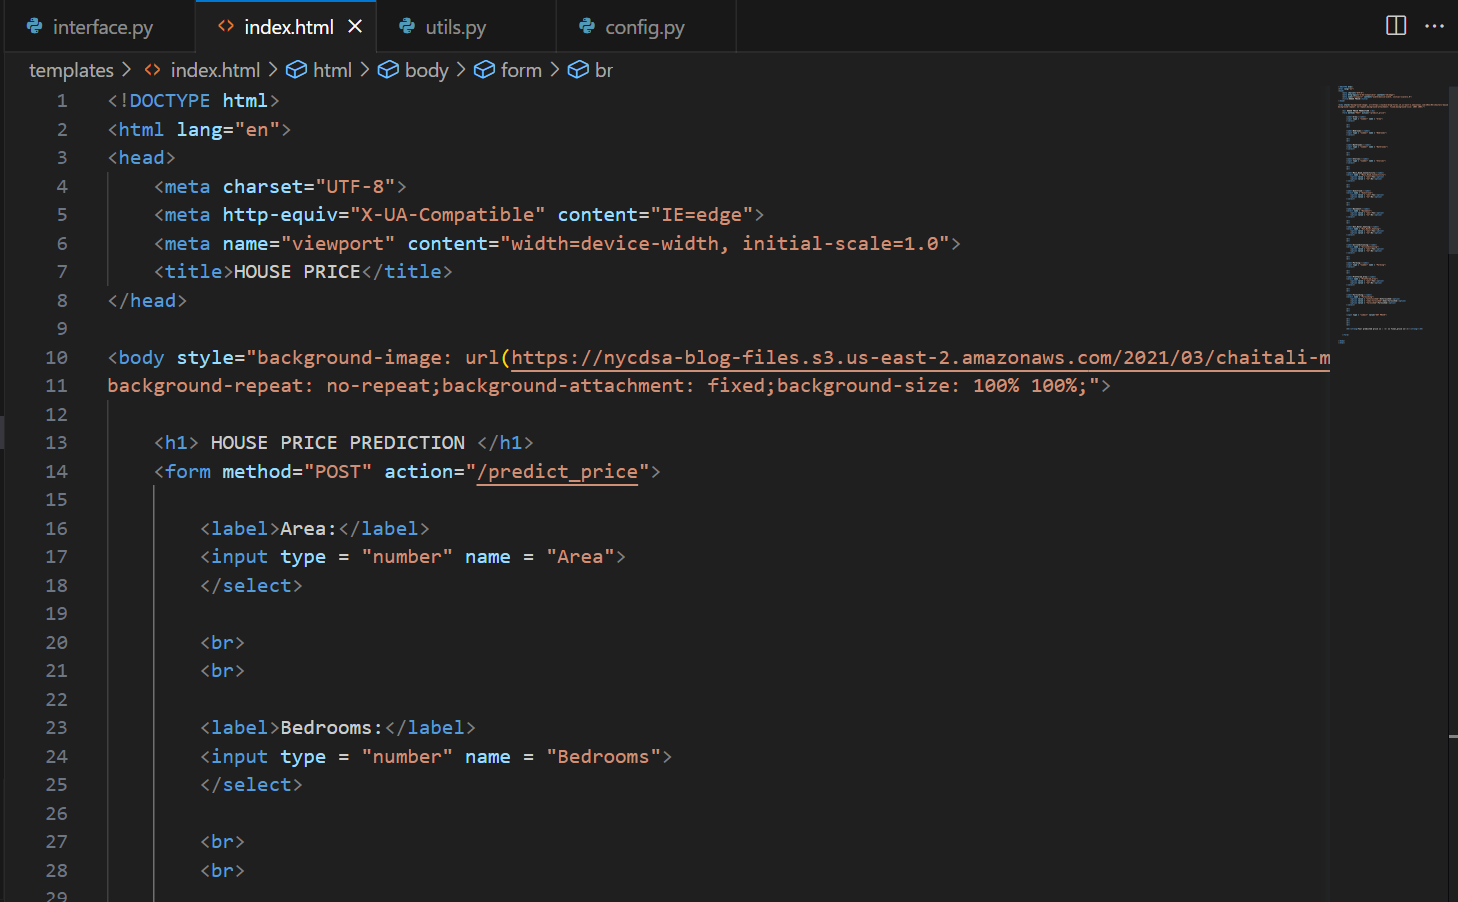 interface.py index.html utils.py config.py
templates > index.html > html > body > form > br
1 <!DOCTYPE html>
2 <html lang="en">
3 <head>
4 <meta charset="UTF-8">
5 <meta http-equiv="X-UA-Compatible" content="IE=edge">
6 <meta name="viewport" content="width=device-width, initial-scale=1.0">
7 <title>HOUSE PRICE</title>
8 </head>
9
10 <body style="background-image: url(https://nycdsa-blog-files.s3.us-east-2.amazonaws.com/2021/03/chaitali-m
11 background-repeat: no-repeat;background-attachment: fixed;background-size: 100% 100%;">
12
13 <h1> HOUSE PRICE PREDICTION </h1>
14 <form method="POST" action="/predict_price">
15
16 <label>Area:</label>
17 <input type = "number" name = "Area">
18 </select>
19
20 <br>
21 <br>
22
23 <label>Bedrooms:</label>
24 <input type = "number" name = "Bedrooms">
25 </select>
26
27 <br>
28 <br>
29